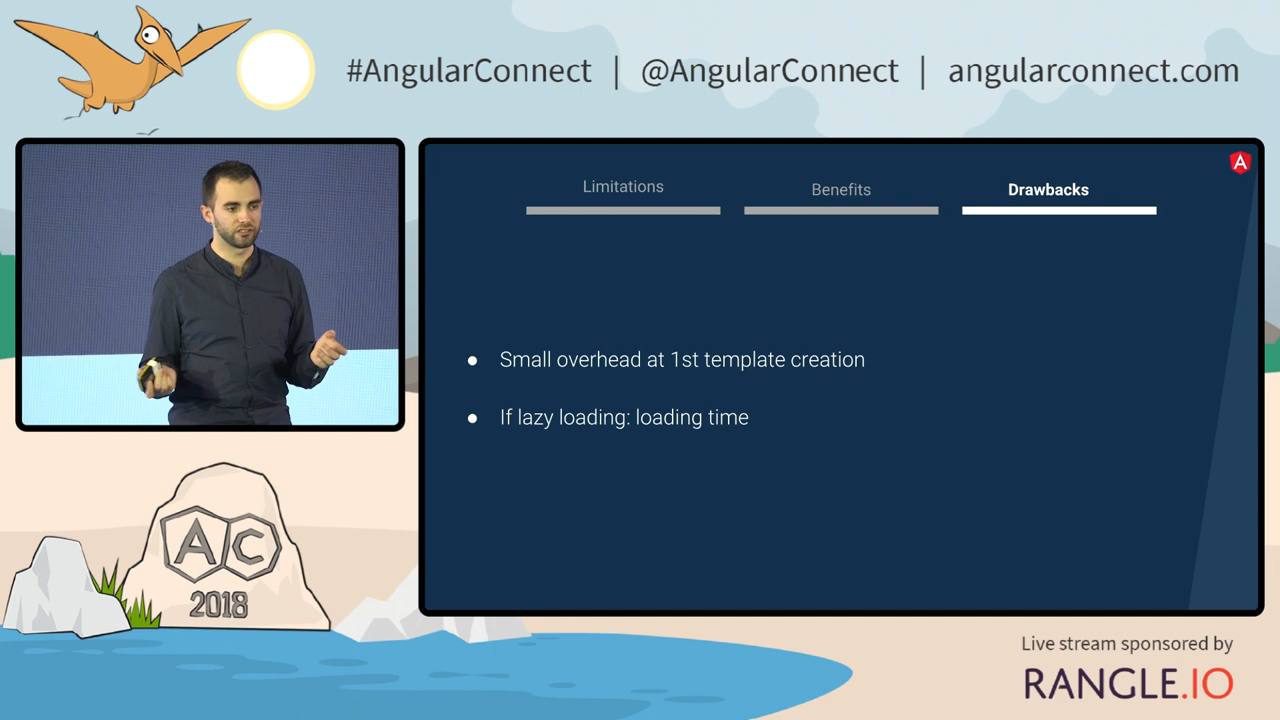 #AngularConnect | @AngularConnect | angularconnect.com
A
Limitations Benefits Drawbacks
● Small overhead at 1st template creation
● If lazy loading: loading time
AC
2018
Live stream sponsored by
RANGLE.IO